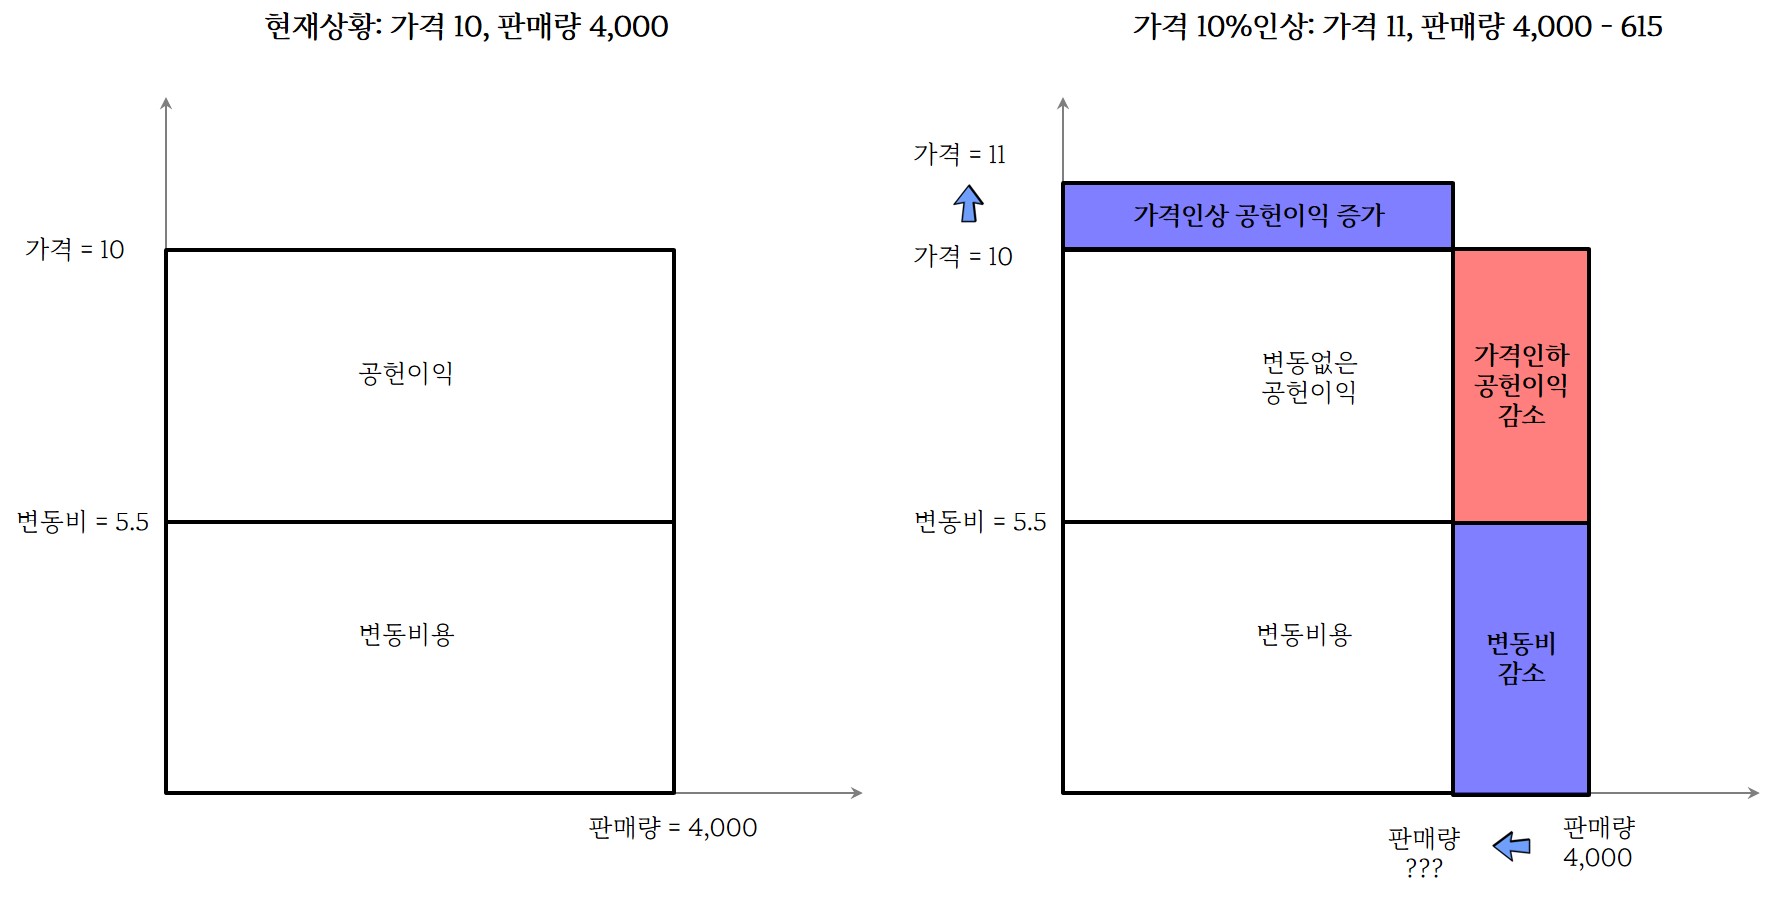 현재상황: 가격 10, 판매량 4,000
가격 = 10
공헌이익
변동비 = 5.5
변동비용
판매량 = 4,000
가격 10%인상: 가격 11, 판매량 4,000 - 615
가격 = 11
가격인상 공헌이익 증가
가격 = 10
변동없은
공헌이익
가격인하
공헌이익
감소
변동비 = 5.5
변동비용
변동비
감소
판매량
???
판매량
4,000